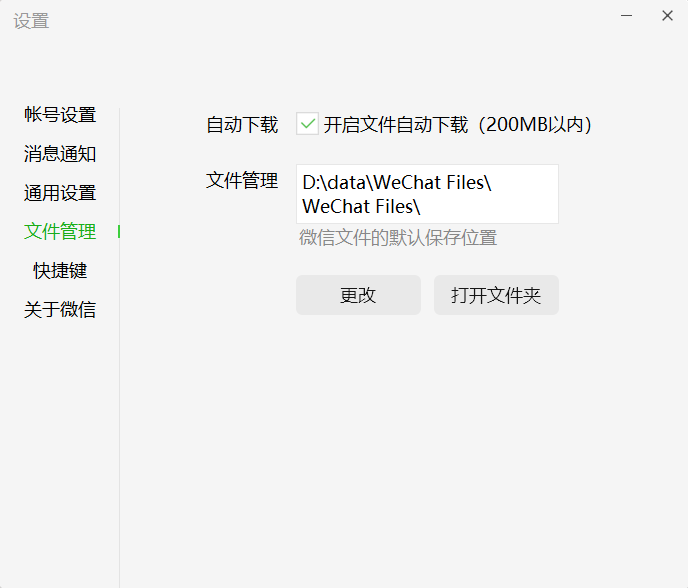 设置
帐号设置
消息通知
通用设置
文件管理
快捷键
关于微信
自动下载
开启文件自动下载（200MB以内）
文件管理
D:\data\WeChat Files\
WeChat Files\
微信文件的默认保存位置
更改
打开文件夹